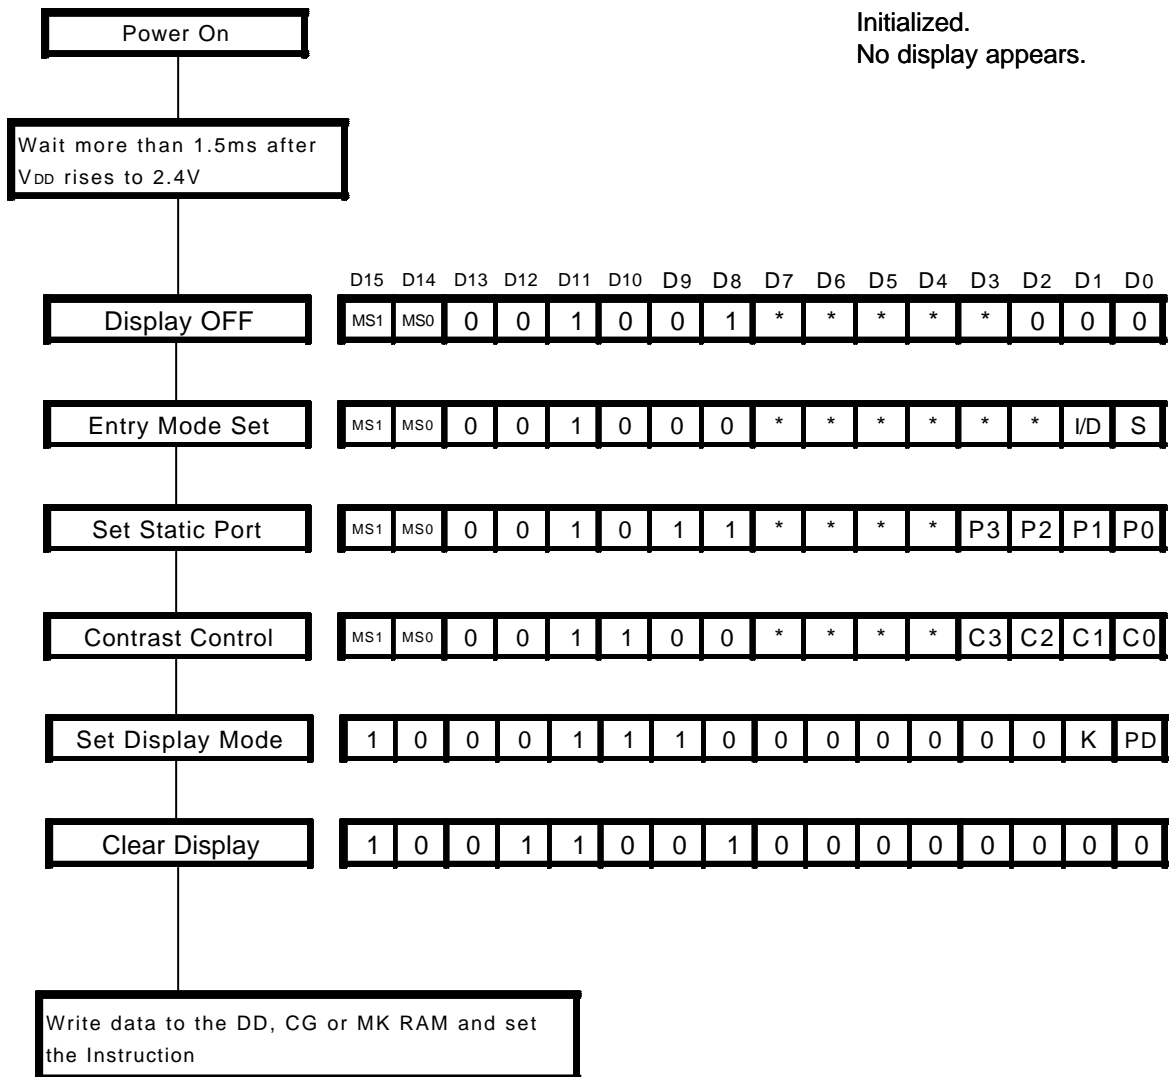 Power On
Initialized.
No display appears.
Wait more than 1.5ms after
VDD rises to 2.4V
D15 D14 D13 D12 D11 D10 D9 D8 D7 D6 D5 D4 D3 D2 D1 D0
Display OFF MS1 MS0 0 0 1 0 0 1 * * * * * 0 0 0
Entry Mode Set MS1 MS0 0 0 1 0 0 0 * * * * * * I/D S
Set Static Port MS1 MS0 0 0 1 0 1 1 * * * * P3 P2 P1 P0
Contrast Control MS1 MS0 0 0 1 1 0 0 * * * * C3 C2 C1 C0
Set Display Mode 1 0 0 0 1 1 1 0 0 0 0 0 0 0 K PD
Clear Display 1 0 0 1 1 0 0 1 0 0 0 0 0 0 0 0
Write data to the DD, CG or MK RAM and set
the Instruction